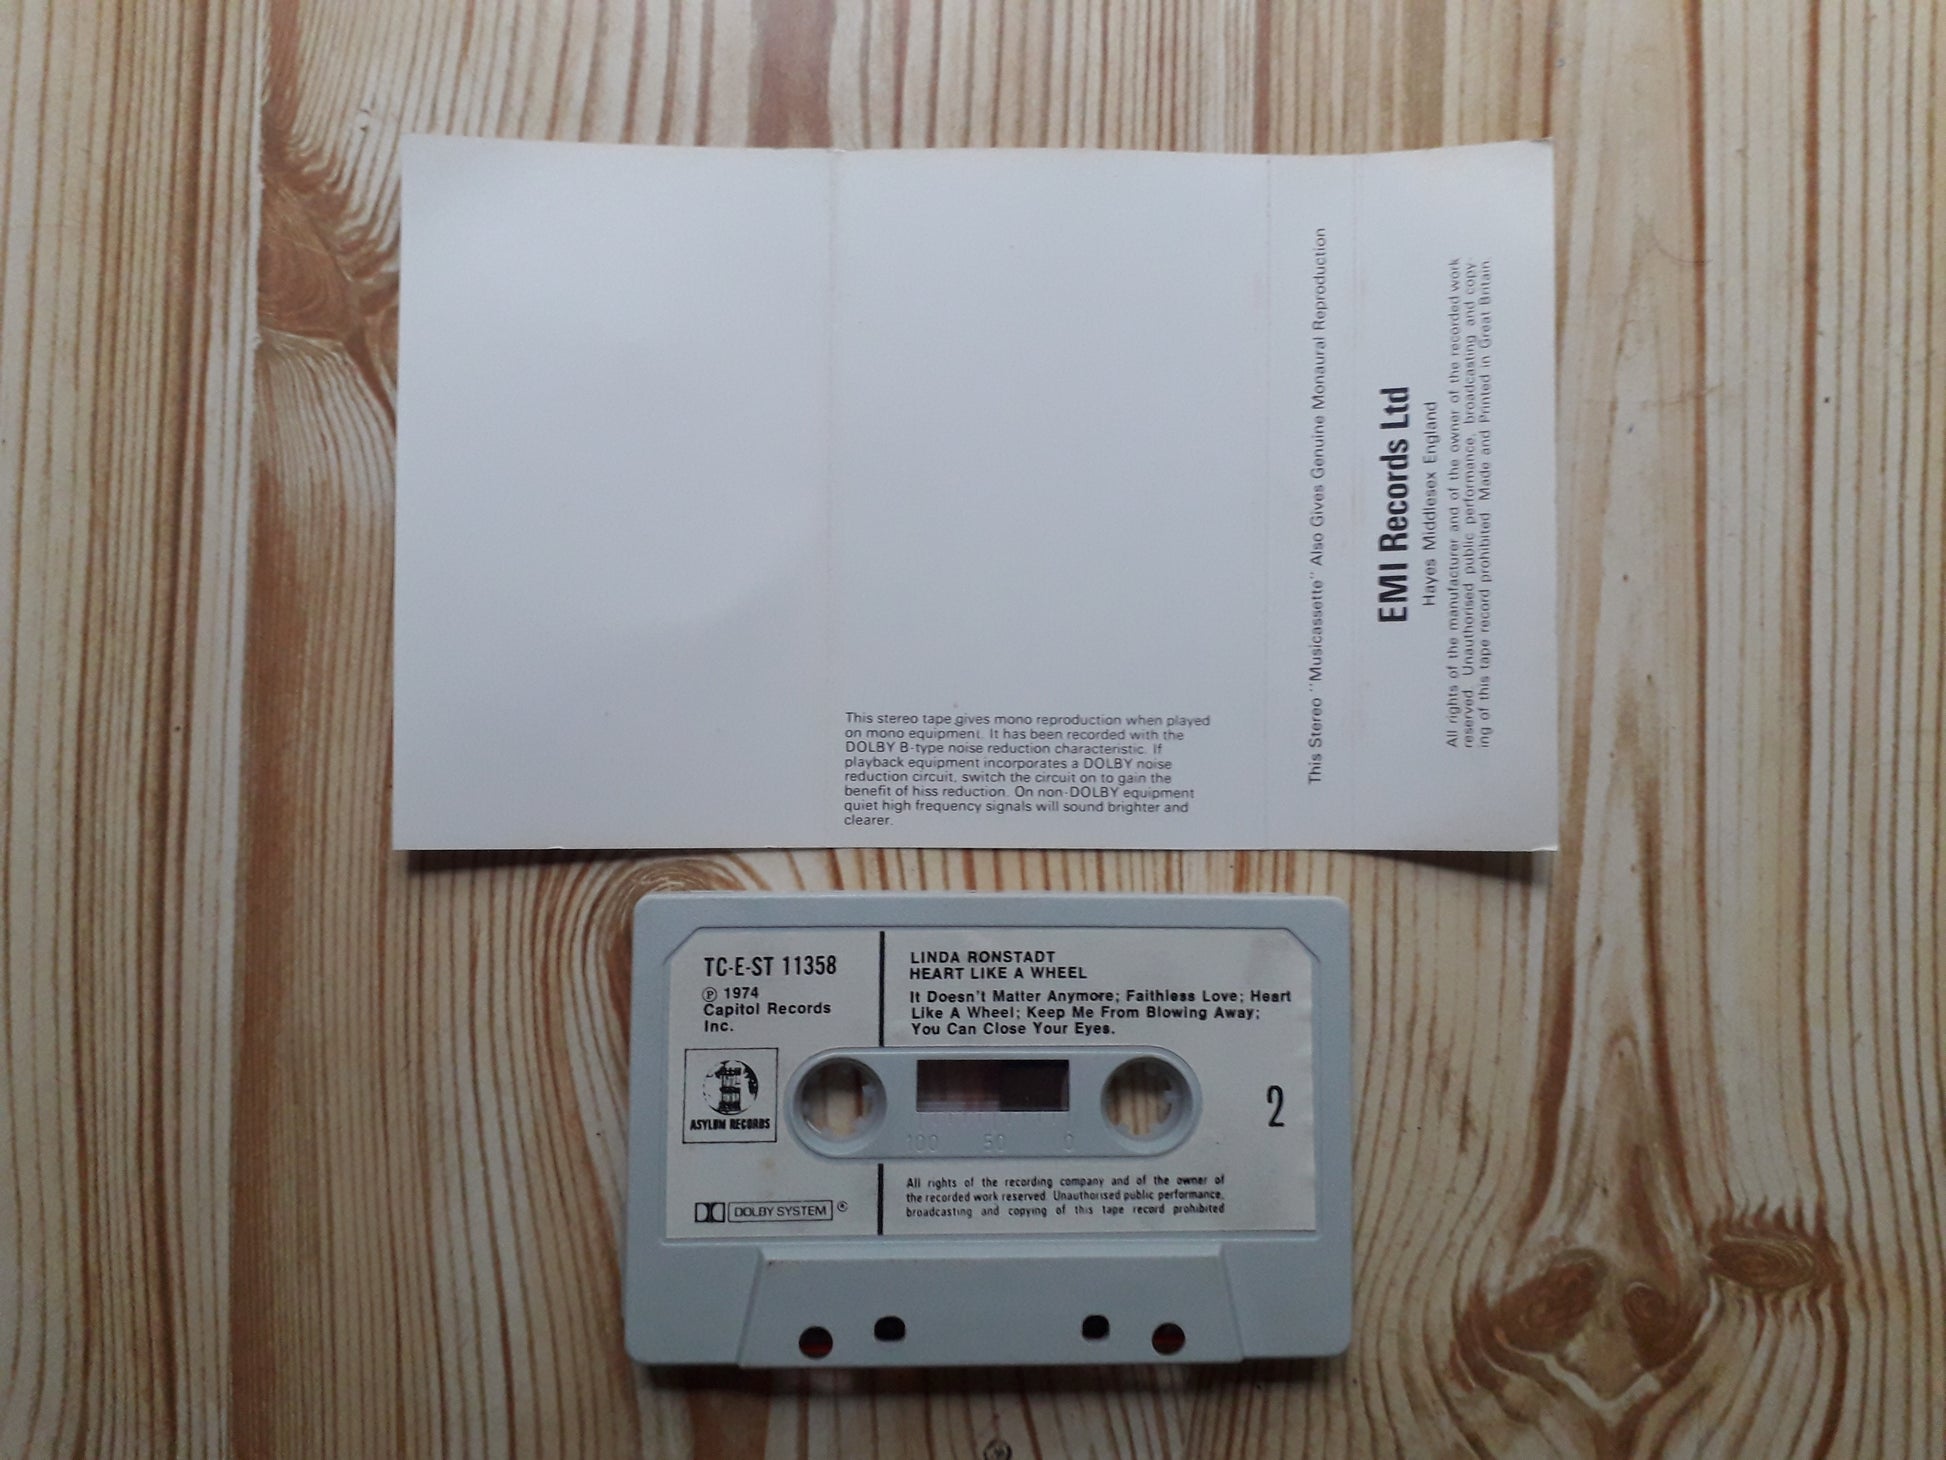 This stereo tape gives mono reproduction when played
on mono equipment. It has been recorded with the
DOLBY B-type noise reduction characteristic. If
playback equipment incorporates a DOLBY noise
reduction circuit, switch the circuit on to gain the
benefit of hiss reduction. On non-DOLBY equipment
quiet high frequency signals will sound brighter and
clearer.
This Stereo "Musicassette" Also Gives Genuine Monaural Reproduction
EMI Records Ltd
Hayes Middlesex England
All rights of the manufacturer and of the owner of the recorded work
reserved. Unauthorised public performance, broadcasting and copy-
ing of this tape record prohibited. Made and Printed in Great Britain.
TC-E-ST 11358
Ⓟ 1974
Capitol Records
Inc.
ASYLUM RECORDS
DOLBY SYSTEM ®
LINDA RONSTADT
HEART LIKE A WHEEL
It Doesn't Matter Anymore; Faithless Love; Heart
Like A Wheel; Keep Me From Blowing Away;
You Can Close Your Eyes.
100 50 0
2
All rights of the recording company and of the owner of
the recorded work reserved. Unauthorised public performance,
broadcasting and copying of this tape record prohibited